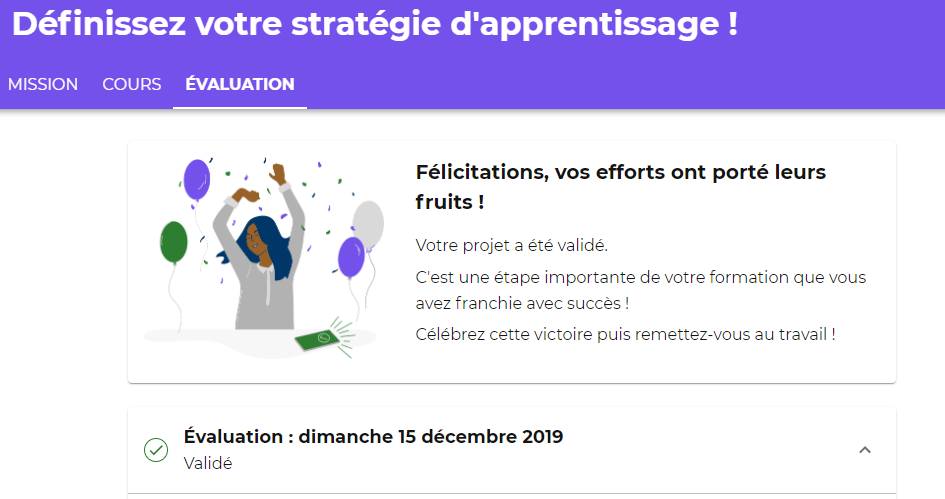 Définissez votre stratégie d'apprentissage !
MISSION COURS ÉVALUATION
Félicitations, vos efforts ont porté leurs
fruits !
Votre projet a été validé.
C'est une étape importante de votre formation que vous
avez franchie avec succès !
Célébrez cette victoire puis remettez-vous au travail !
Évaluation : dimanche 15 décembre 2019
Validé